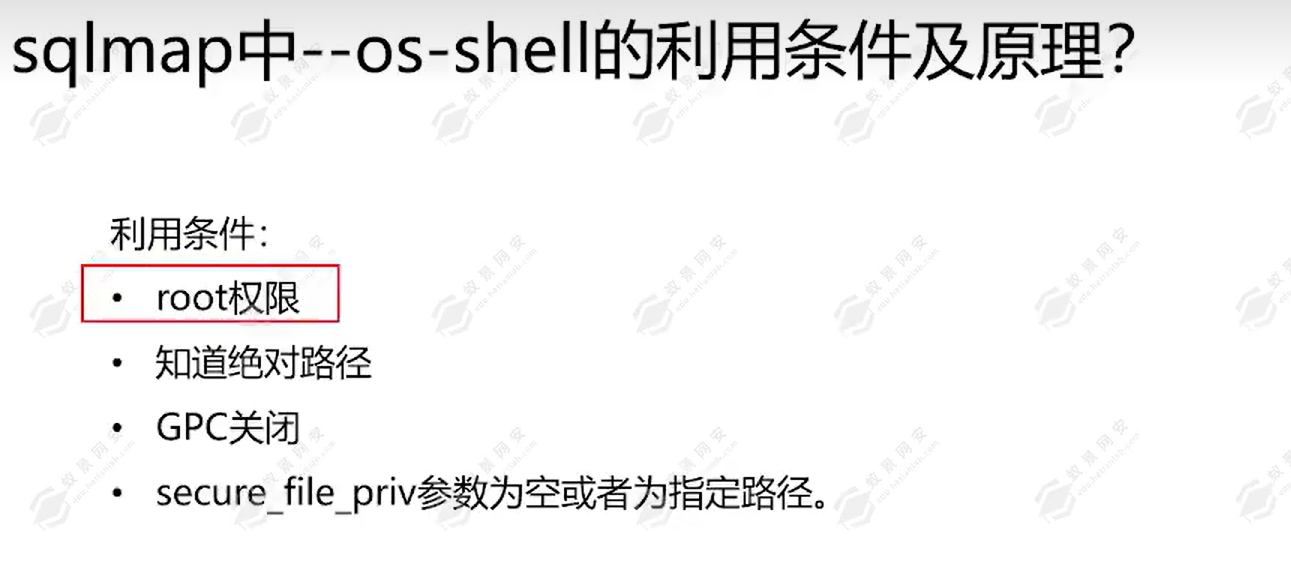 sqlmap中--os-shell的利用条件及原理?
利用条件：
• root权限
• 知道绝对路径
• GPC关闭
• secure_file_priv参数为空或者为指定路径。